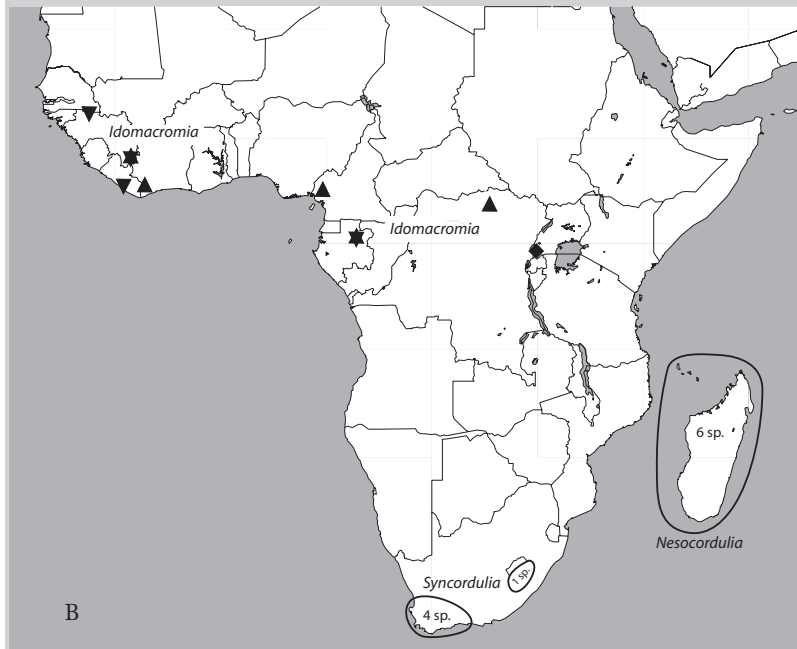 Idomacromia
Idomacromia
6 sp.
Nesocordulia
Syncordulia
1 sp.
4 sp.
B